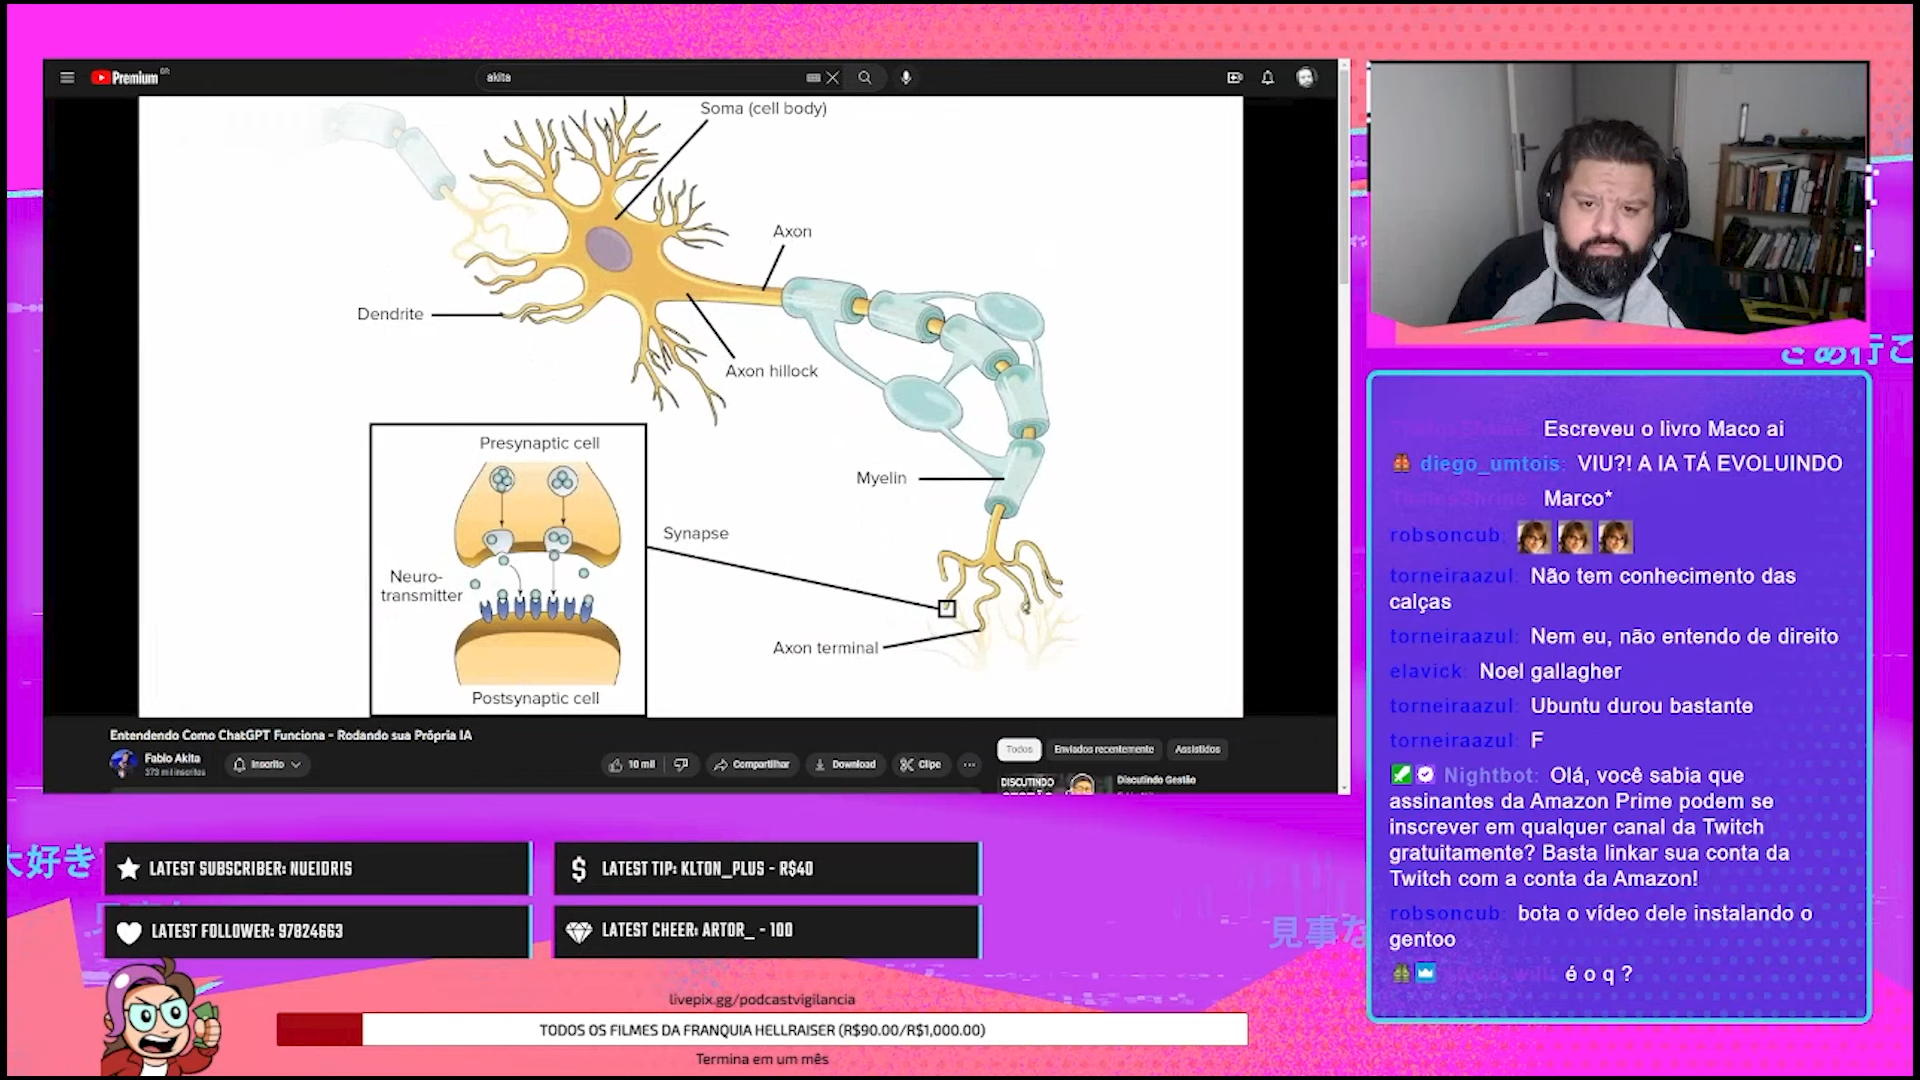 Premium BR
akita
Soma (cell body)
Axon
Dendrite
Axon hillock
Presynaptic cell
Myelin
Synapse
Neuro-
transmitter
Axon terminal
Postsynaptic cell
Entendendo Como ChatGPT Funciona - Rodando sua Própria IA
Fabio Akita
373 mil inscritos
Inscrito
10 mil
Compartilhar
Download
Clipe
Todos
Enviados recentemente
Assistidos
DISCUTINDO
Discutindo Gestão
Escreveu o livro Maco ai
diego_umtois: VIU?! A IA TÁ EVOLUINDO
Marco*
robsoncub:
torneiraazul: Não tem conhecimento das
calças
torneiraazul: Nem eu, não entendo de direito
elavick: Noel gallagher
torneiraazul: Ubuntu durou bastante
torneiraazul: F
Nightbot: Olá, você sabia que
assinantes da Amazon Prime podem se
inscrever em qualquer canal da Twitch
gratuitamente? Basta linkar sua conta da
Twitch com a conta da Amazon!
robsoncub: bota o vídeo dele instalando o
gentoo
é o q ?
大好き
見事な
LATEST SUBSCRIBER: NUEIDRIS
LATEST TIP: KLTON_PLUS - R$40
LATEST FOLLOWER: 97824663
LATEST CHEER: ARTOR_ - 100
livepix.gg/podcastvigilancia
TODOS OS FILMES DA FRANQUIA HELLRAISER (R$90.00/R$1,000.00)
Termina em um mês